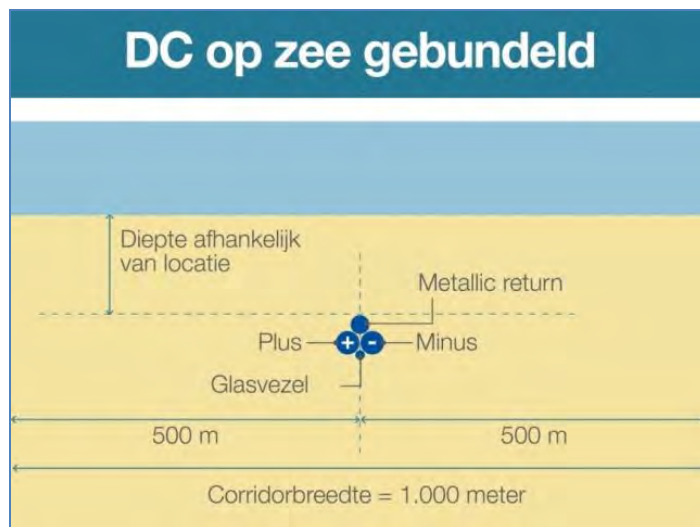 DC op zee gebundeld
Diepte afhankelijk
van locatie
Metallic return
Plus + - Minus
Glasvezel
500 m 500 m
Corridorbreedte = 1.000 meter